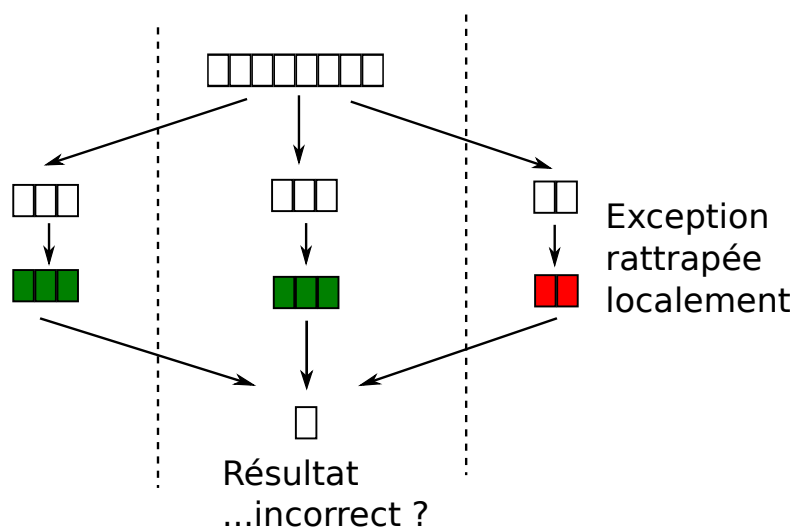 Exception
rattrapée
localement
Résultat
...incorrect ?